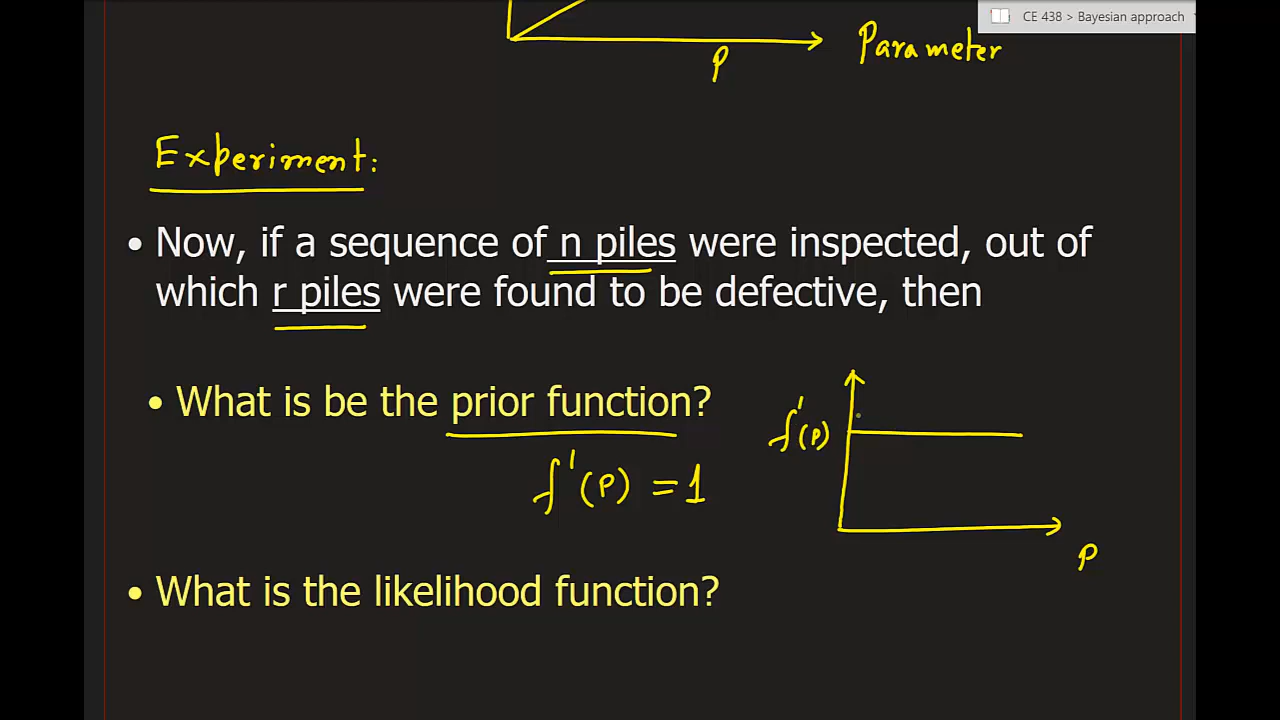 CE 438 > Bayesian approach
P
Parameter
Experiment:
• Now, if a sequence of n piles were inspected, out of
which r piles were found to be defective, then
• What is be the prior function?
f'(P)
f'(P) = 1
P
• What is the likelihood function?